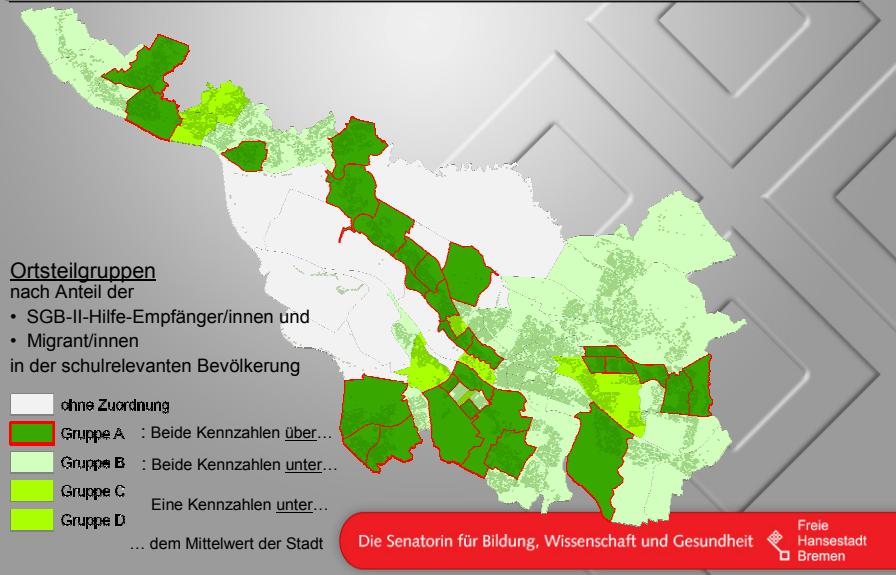 Ortsteilgruppen
nach Anteil der
• SGB-II-Hilfe-Empfänger/innen und
• Migrant/innen
in der schulrelevanten Bevölkerung
ohne Zuordnung
Gruppe A : Beide Kennzahlen über...
Gruppe B : Beide Kennzahlen unter...
Gruppe C
Eine Kennzahlen unter...
Gruppe D
... dem Mittelwert der Stadt
Die Senatorin für Bildung, Wissenschaft und Gesundheit
Freie
Hansestadt
Bremen